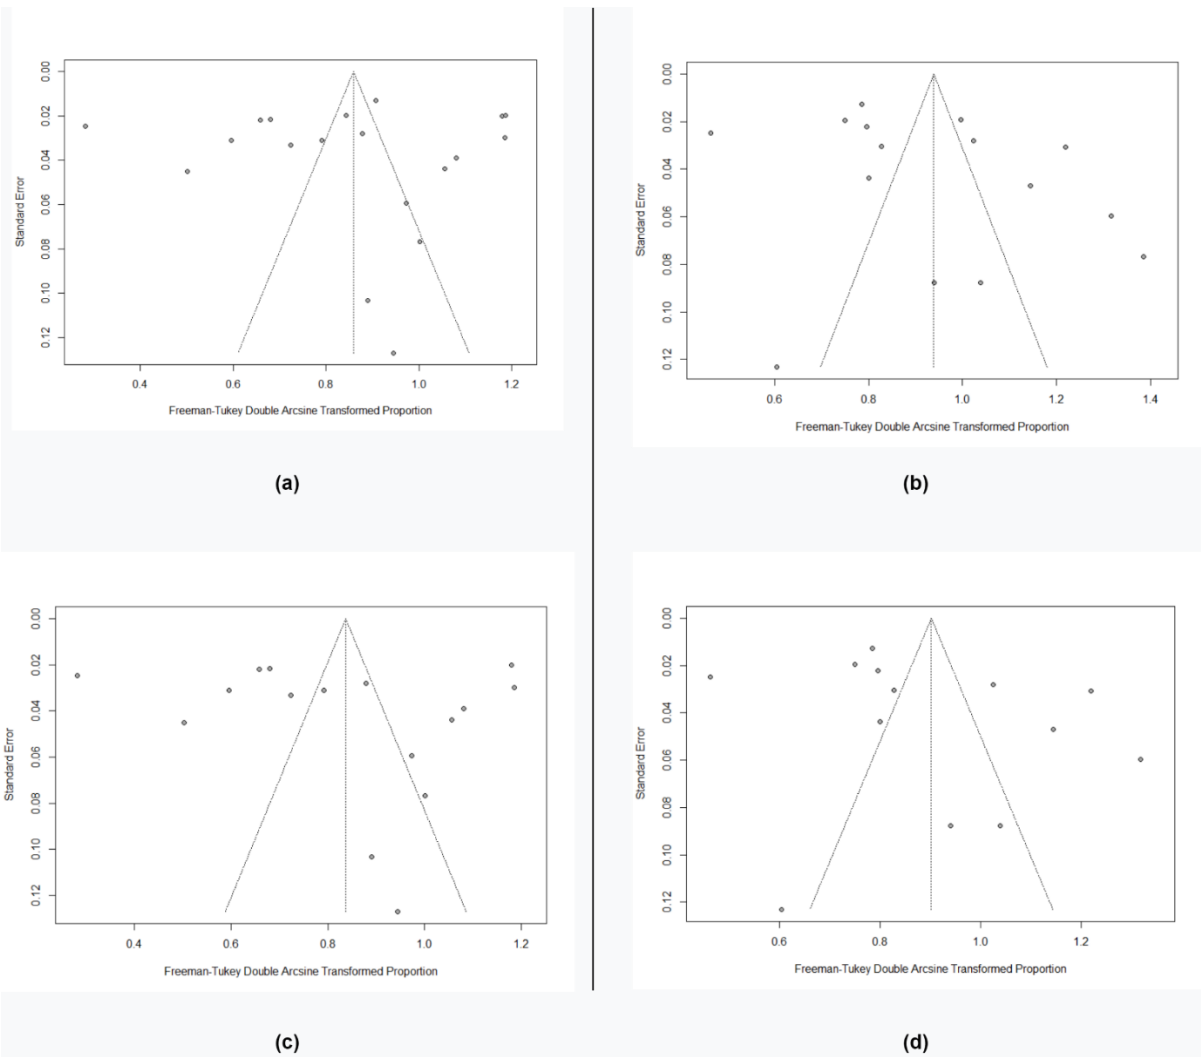 0.00
0.02
0.04
0.06
0.08
0.10
0.12
Standard Error
0.4 0.6 0.8 1.0 1.2
Freeman-Tukey Double Arcsine Transformed Proportion
(a)
0.00
0.02
0.04
0.06
0.08
0.10
0.12
Standard Error
0.6 0.8 1.0 1.2 1.4
Freeman-Tukey Double Arcsine Transformed Proportion
(b)
0.00
0.02
0.04
0.06
0.08
0.10
0.12
Standard Error
0.4 0.6 0.8 1.0 1.2
Freeman-Tukey Double Arcsine Transformed Proportion
(c)
0.00
0.02
0.04
0.06
0.08
0.10
0.12
Standard Error
0.6 0.8 1.0 1.2
Freeman-Tukey Double Arcsine Transformed Proportion
(d)